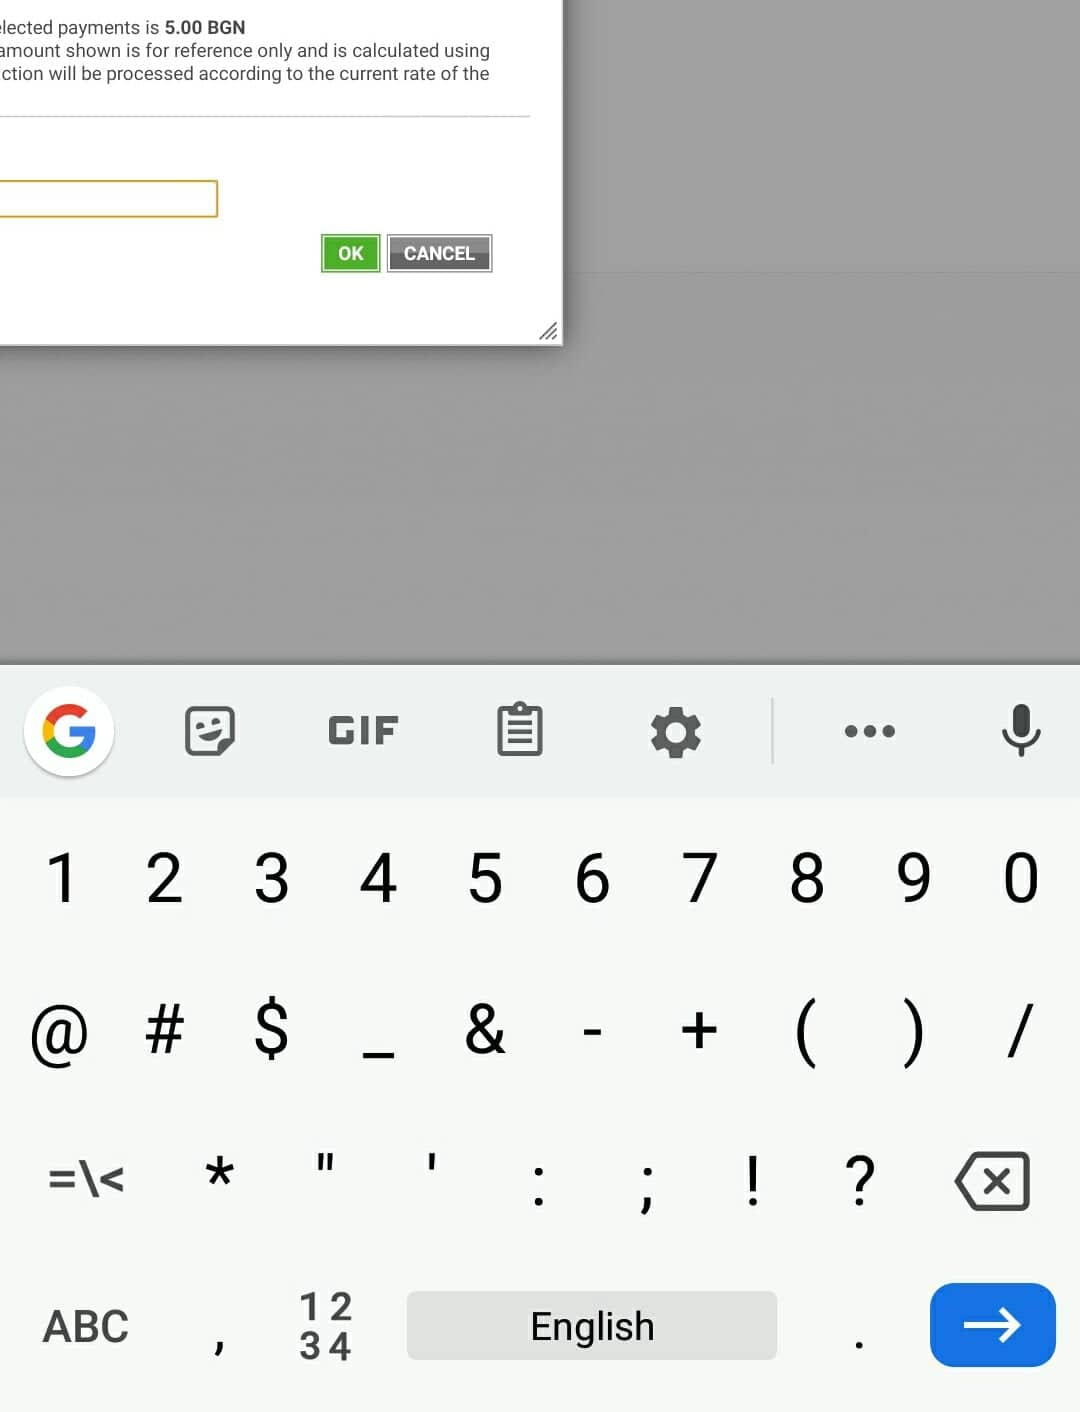 elected payments is 5.00 BGN
amount shown is for reference only and is calculated using
ction will be processed according to the current rate of the
OK CANCEL
G GIF
1 2 3 4 5 6 7 8 9 0
@ # $ _ & - + ( ) /
=\< * " ' : ; ! ?
ABC , 12 34 English .